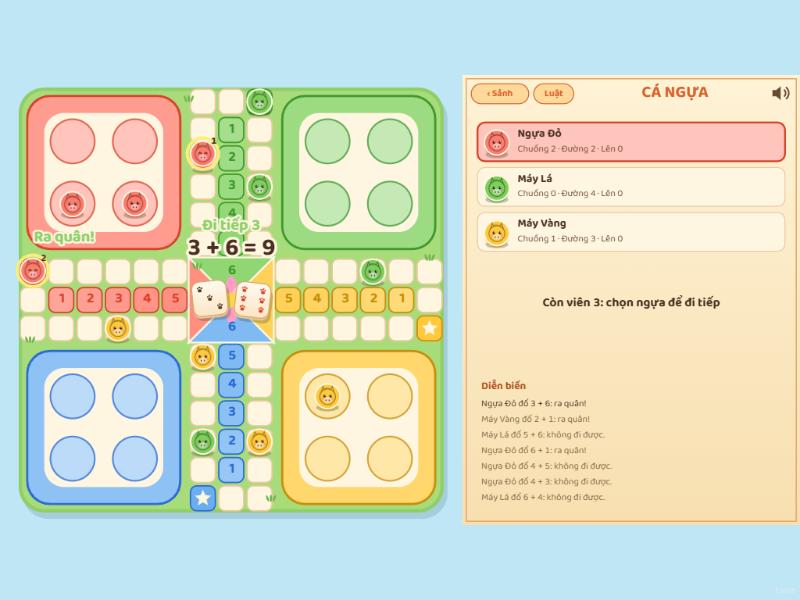 1
1
2
3
4
Ra quân!
Đi tiếp 3
3 + 6 = 9
2
6
1 2 3 4 5
5 4 3 2 1
6
5
4
3
2
1
‹ Sảnh
Luật
CÁ NGỰA
Ngựa Đỏ
Chuồng 2 · Đường 2 · Lên 0
Máy Lá
Chuồng 0 · Đường 4 · Lên 0
Máy Vàng
Chuồng 1 · Đường 3 · Lên 0
Còn viên 3: chọn ngựa để đi tiếp
Diễn biến
Ngựa Đỏ đổ 3 + 6: ra quân!
Máy Vàng đổ 2 + 1: ra quân!
Máy Lá đổ 5 + 6: không đi được.
Ngựa Đỏ đổ 6 + 1: ra quân!
Ngựa Đỏ đổ 4 + 5: không đi được.
Ngựa Đỏ đổ 4 + 3: không đi được.
Máy Lá đổ 6 + 4: không đi được.